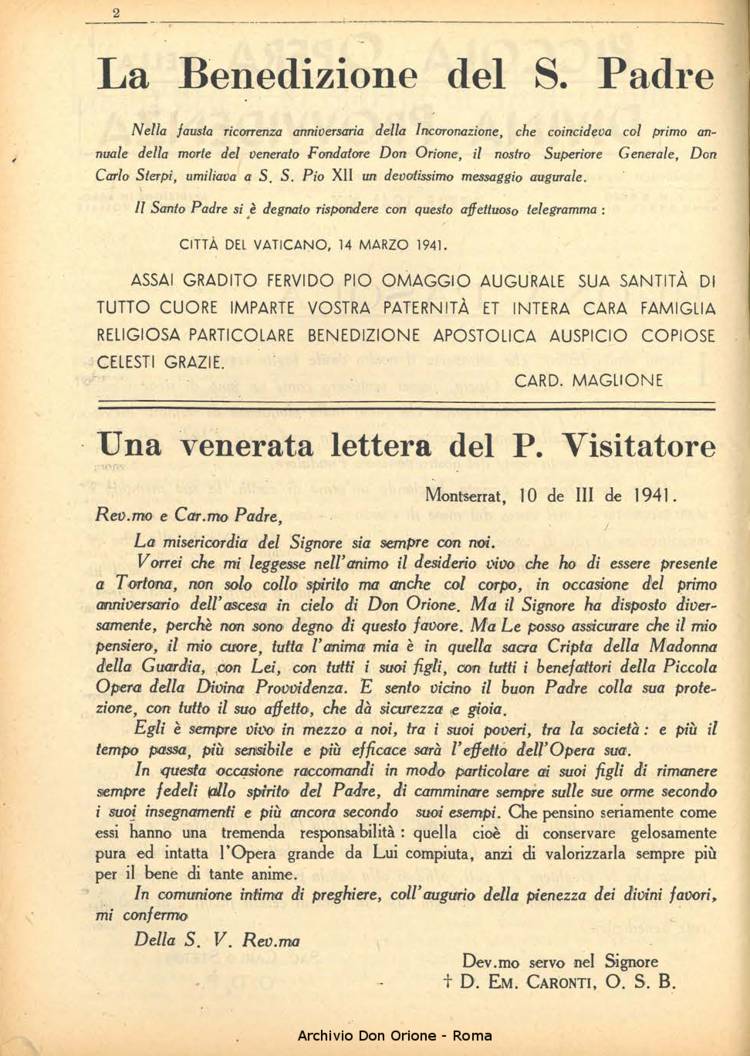 2
La Benedizione del S. Padre
Nella fausta ricorrenza anniversaria della Incoronazione, che coincideva col primo an-
nuale della morte del venerato Fondatore Don Orione, il nostro Superiore Generale, Don
Carlo Sterpi, umiliava a S. S. Pio XII un devotissimo messaggio augurale.
Il Santo Padre si è degnato rispondere con questo affettuoso telegramma :
CITTÀ DEL VATICANO, 14 MARZO 1941.
ASSAI GRADITO FERVIDO PIO OMAGGIO AUGURALE SUA SANTITÀ DI
TUTTO CUORE IMPARTE VOSTRA PATERNITÀ ET INTERA CARA FAMIGLIA
RELIGIOSA PARTICOLARE BENEDIZIONE APOSTOLICA AUSPICIO COPIOSE
CELESTI GRAZIE.
CARD. MAGLIONE
Una venerata lettera del P. Visitatore
Montserrat, 10 de III de 1941.
Rev.mo e Car.mo Padre,
La misericordia del Signore sia sempre con noi.
Vorrei che mi leggesse nell'animo il desiderio vivo che ho di essere presente
a Tortona, non solo collo spirito ma anche col corpo, in occasione del primo
anniversario dell'ascesa in cielo di Don Orione. Ma il Signore ha disposto diver-
samente, perchè non sono degno di questo favore. Ma Le posso assicurare che il mio
pensiero, il mio cuore, tutta l'anima mia è in quella sacra Cripta della Madonna
della Guardia, con Lei, con tutti i suoi figli, con tutti i benefattori della Piccola
Opera della Divina Provvidenza. E sento vicino il buon Padre colla sua prote-
zione, con tutto il suo affetto, che dà sicurezza e gioia.
Egli è sempre vivo in mezzo a noi, tra i suoi poveri, tra la società : e più il
tempo passa, più sensibile e più efficace sarà l'effetto dell'Opera sua.
In questa occasione raccomandi in modo particolare ai suoi figli di rimanere
sempre fedeli allo spirito del Padre, di camminare sempre sulle sue orme secondo
i suoi insegnamenti e più ancora secondo suoi esempi. Che pensino seriamente come
essi hanno una tremenda responsabilità : quella cioè di conservare gelosamente
pura ed intatta l'Opera grande da Lui compiuta, anzi di valorizzarla sempre più
per il bene di tante anime.
In comunione intima di preghiere, coll'augurio della pienezza dei divini favori,
mi confermo
Della S. V. Rev.ma
Dev.mo servo nel Signore
† D. EM. CARONTI, O. S. B.
Archivio Don Orione - Roma